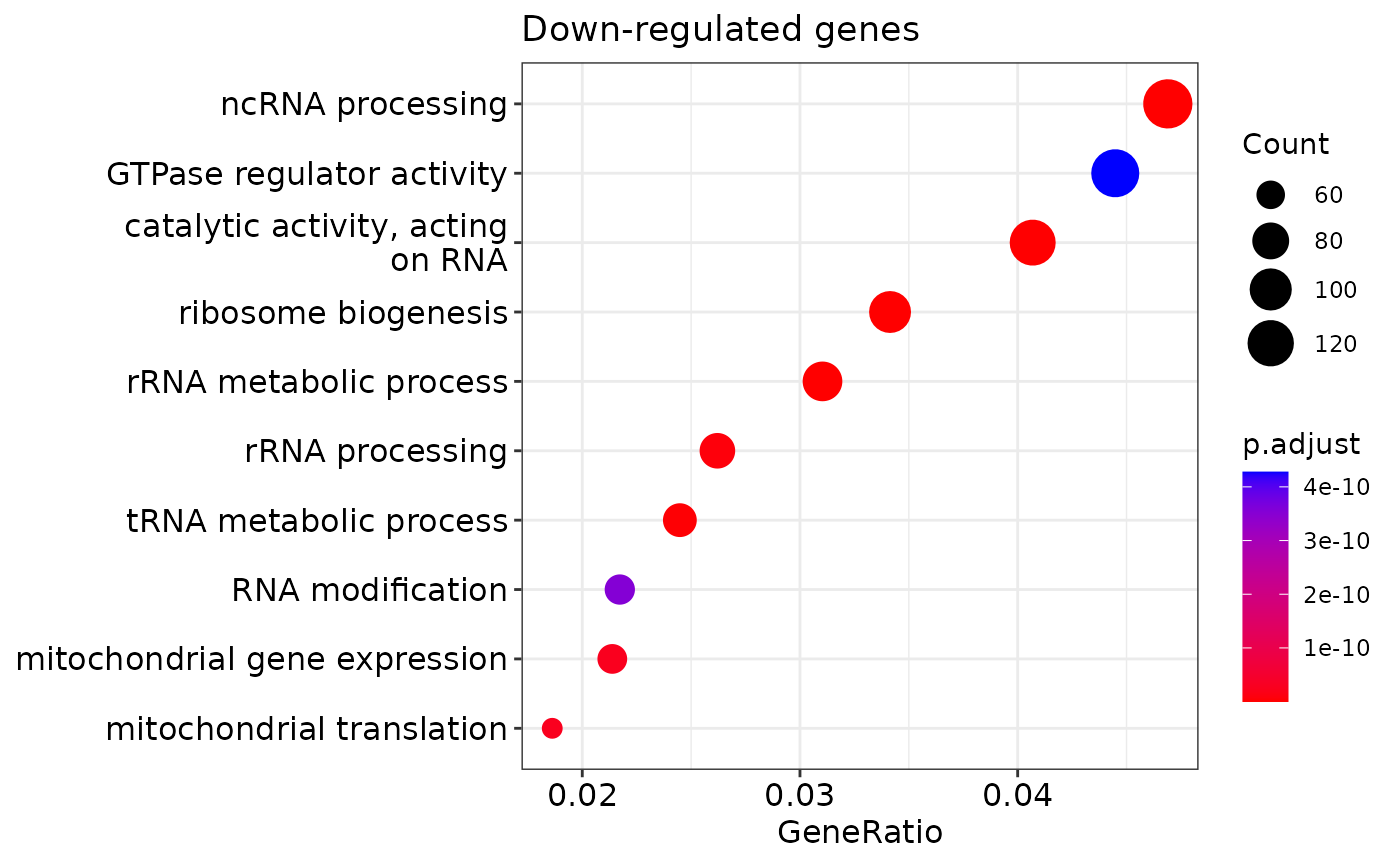 Down-regulated genes
ncRNA processing
GTPase regulator activity
catalytic activity, acting
on RNA
ribosome biogenesis
rRNA metabolic process
rRNA processing
tRNA metabolic process
RNA modification
mitochondrial gene expression
mitochondrial translation
0.02 0.03 0.04
GeneRatio
Count
60
80
100
120
p.adjust
4e-10
3e-10
2e-10
1e-10